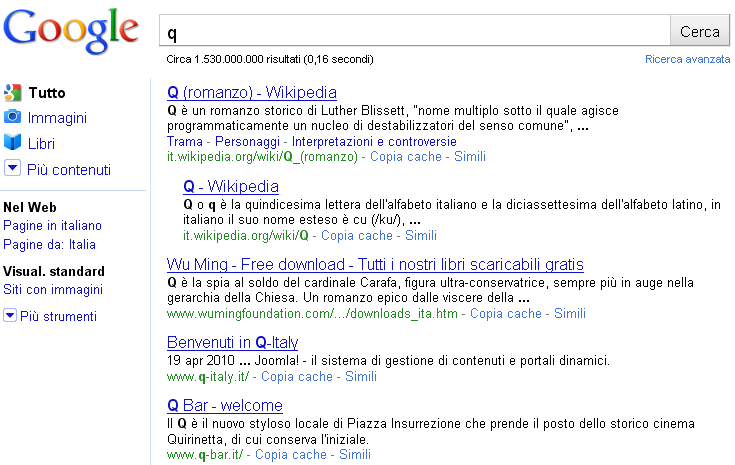 Google
q
Cerca
Circa 1.530.000.000 risultati (0,16 secondi)
Ricerca avanzata
Tutto
Immagini
Libri
Più contenuti
Nel Web
Pagine in italiano
Pagine da: Italia
Visual. standard
Siti con immagini
Più strumenti
Q (romanzo) - Wikipedia
Q è un romanzo storico di Luther Blissett, "nome multiplo sotto il quale agisce
programmaticamente un nucleo di destabilizzatori del senso comune", ...
Trama - Personaggi - Interpretazioni e controversie
it.wikipedia.org/wiki/Q_(romanzo) - Copia cache - Simili
Q - Wikipedia
Q o q è la quindicesima lettera dell'alfabeto italiano e la diciassettesima dell'alfabeto latino, in
italiano il suo nome esteso è cu (/ku/), ...
it.wikipedia.org/wiki/Q - Copia cache - Simili
Wu Ming - Free download - Tutti i nostri libri scaricabili gratis
Q è la spia al soldo del cardinale Carafa, figura ultra-conservatrice, sempre più in auge nella
gerarchia della Chiesa. Un romanzo epico dalle viscere della ...
www.wumingfoundation.com/.../downloads_ita.htm - Copia cache - Simili
Benvenuti in Q-Italy
19 apr 2010 ... Joomla! - il sistema di gestione di contenuti e portali dinamici.
www.q-italy.it/ - Copia cache - Simili
Q Bar - welcome
Il Q è il nuovo styloso locale di Piazza Insurrezione che prende il posto dello storico cinema
Quirinetta, di cui conserva l'iniziale.
www.q-bar.it/ - Copia cache - Simili